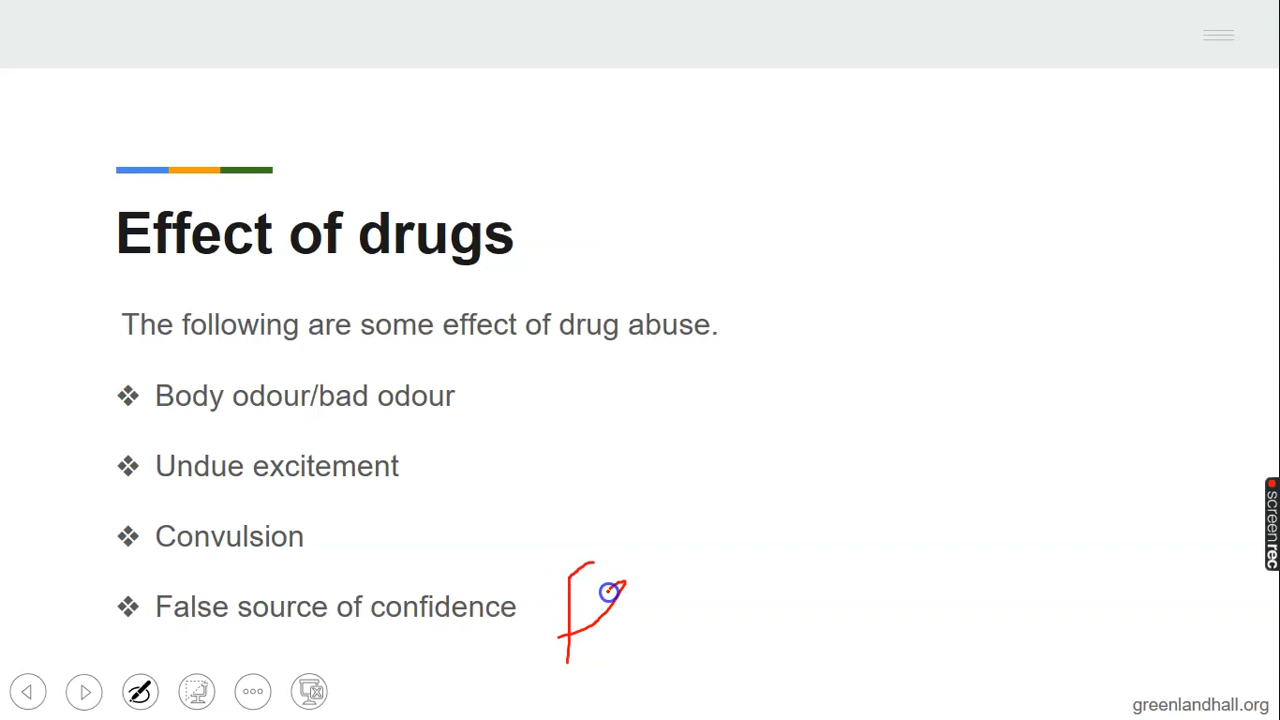 Effect of drugs
The following are some effect of drug abuse.
❖ Body odour/bad odour
❖ Undue excitement
❖ Convulsion
❖ False source of confidence
screenrec
greenlandhall.org